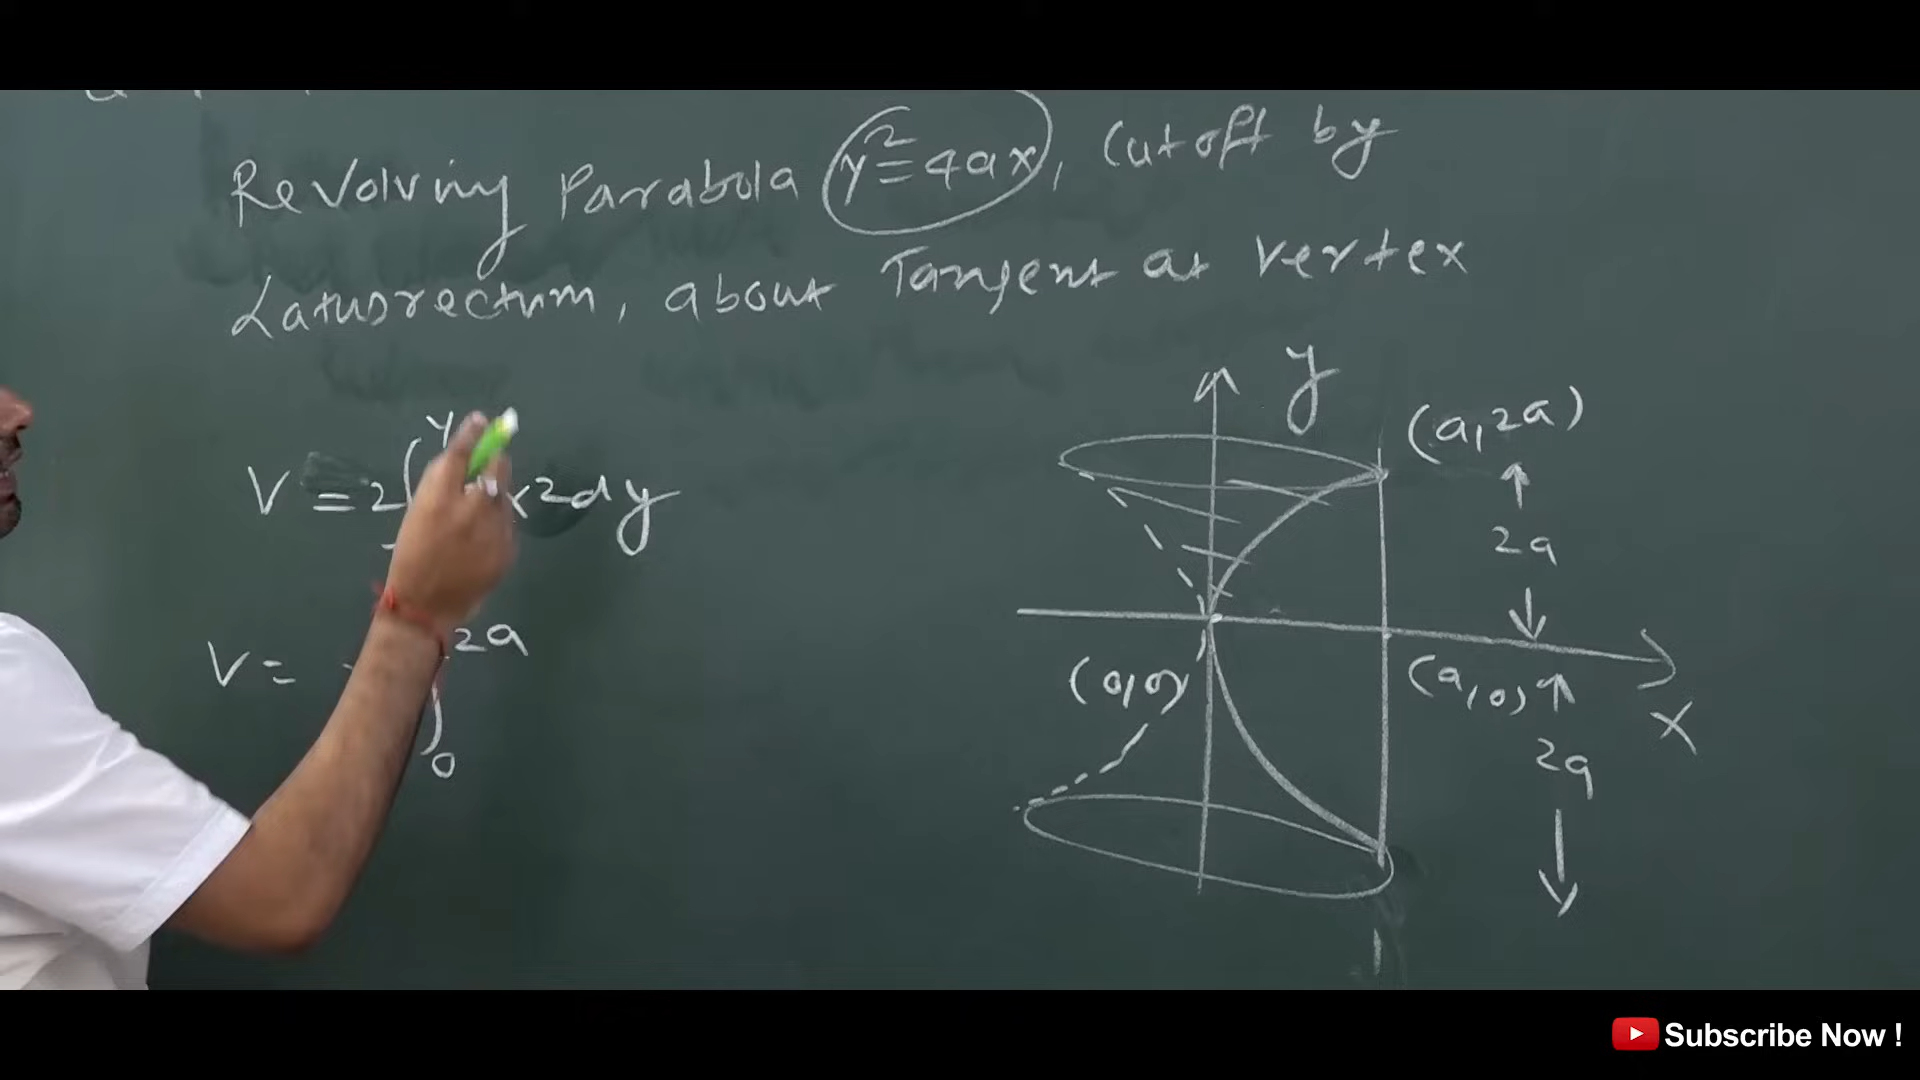 Revolving Parabola y²=4ax, Cutoff by
Latusrectum, about Tangent at vertex
y
(a,2a)
V = 2 x2dy
2a
V = 2a
0
(0,0)
(a,0)
x
2a
Subscribe Now !